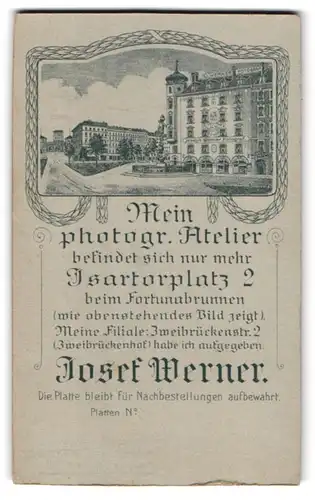 Mein
photogr. Atelier
befindet sich nur mehr
Isartorplatz 2
beim Fortunabrunnen
(wie obenstehendes Bild zeigt).
Meine Filiale: Zweibrückenstr. 2
(Zweibrückenhof) habe ich aufgegeben.
Josef Werner.
Die Platte bleibt für Nachbestellungen aufbewahrt.
Platten No